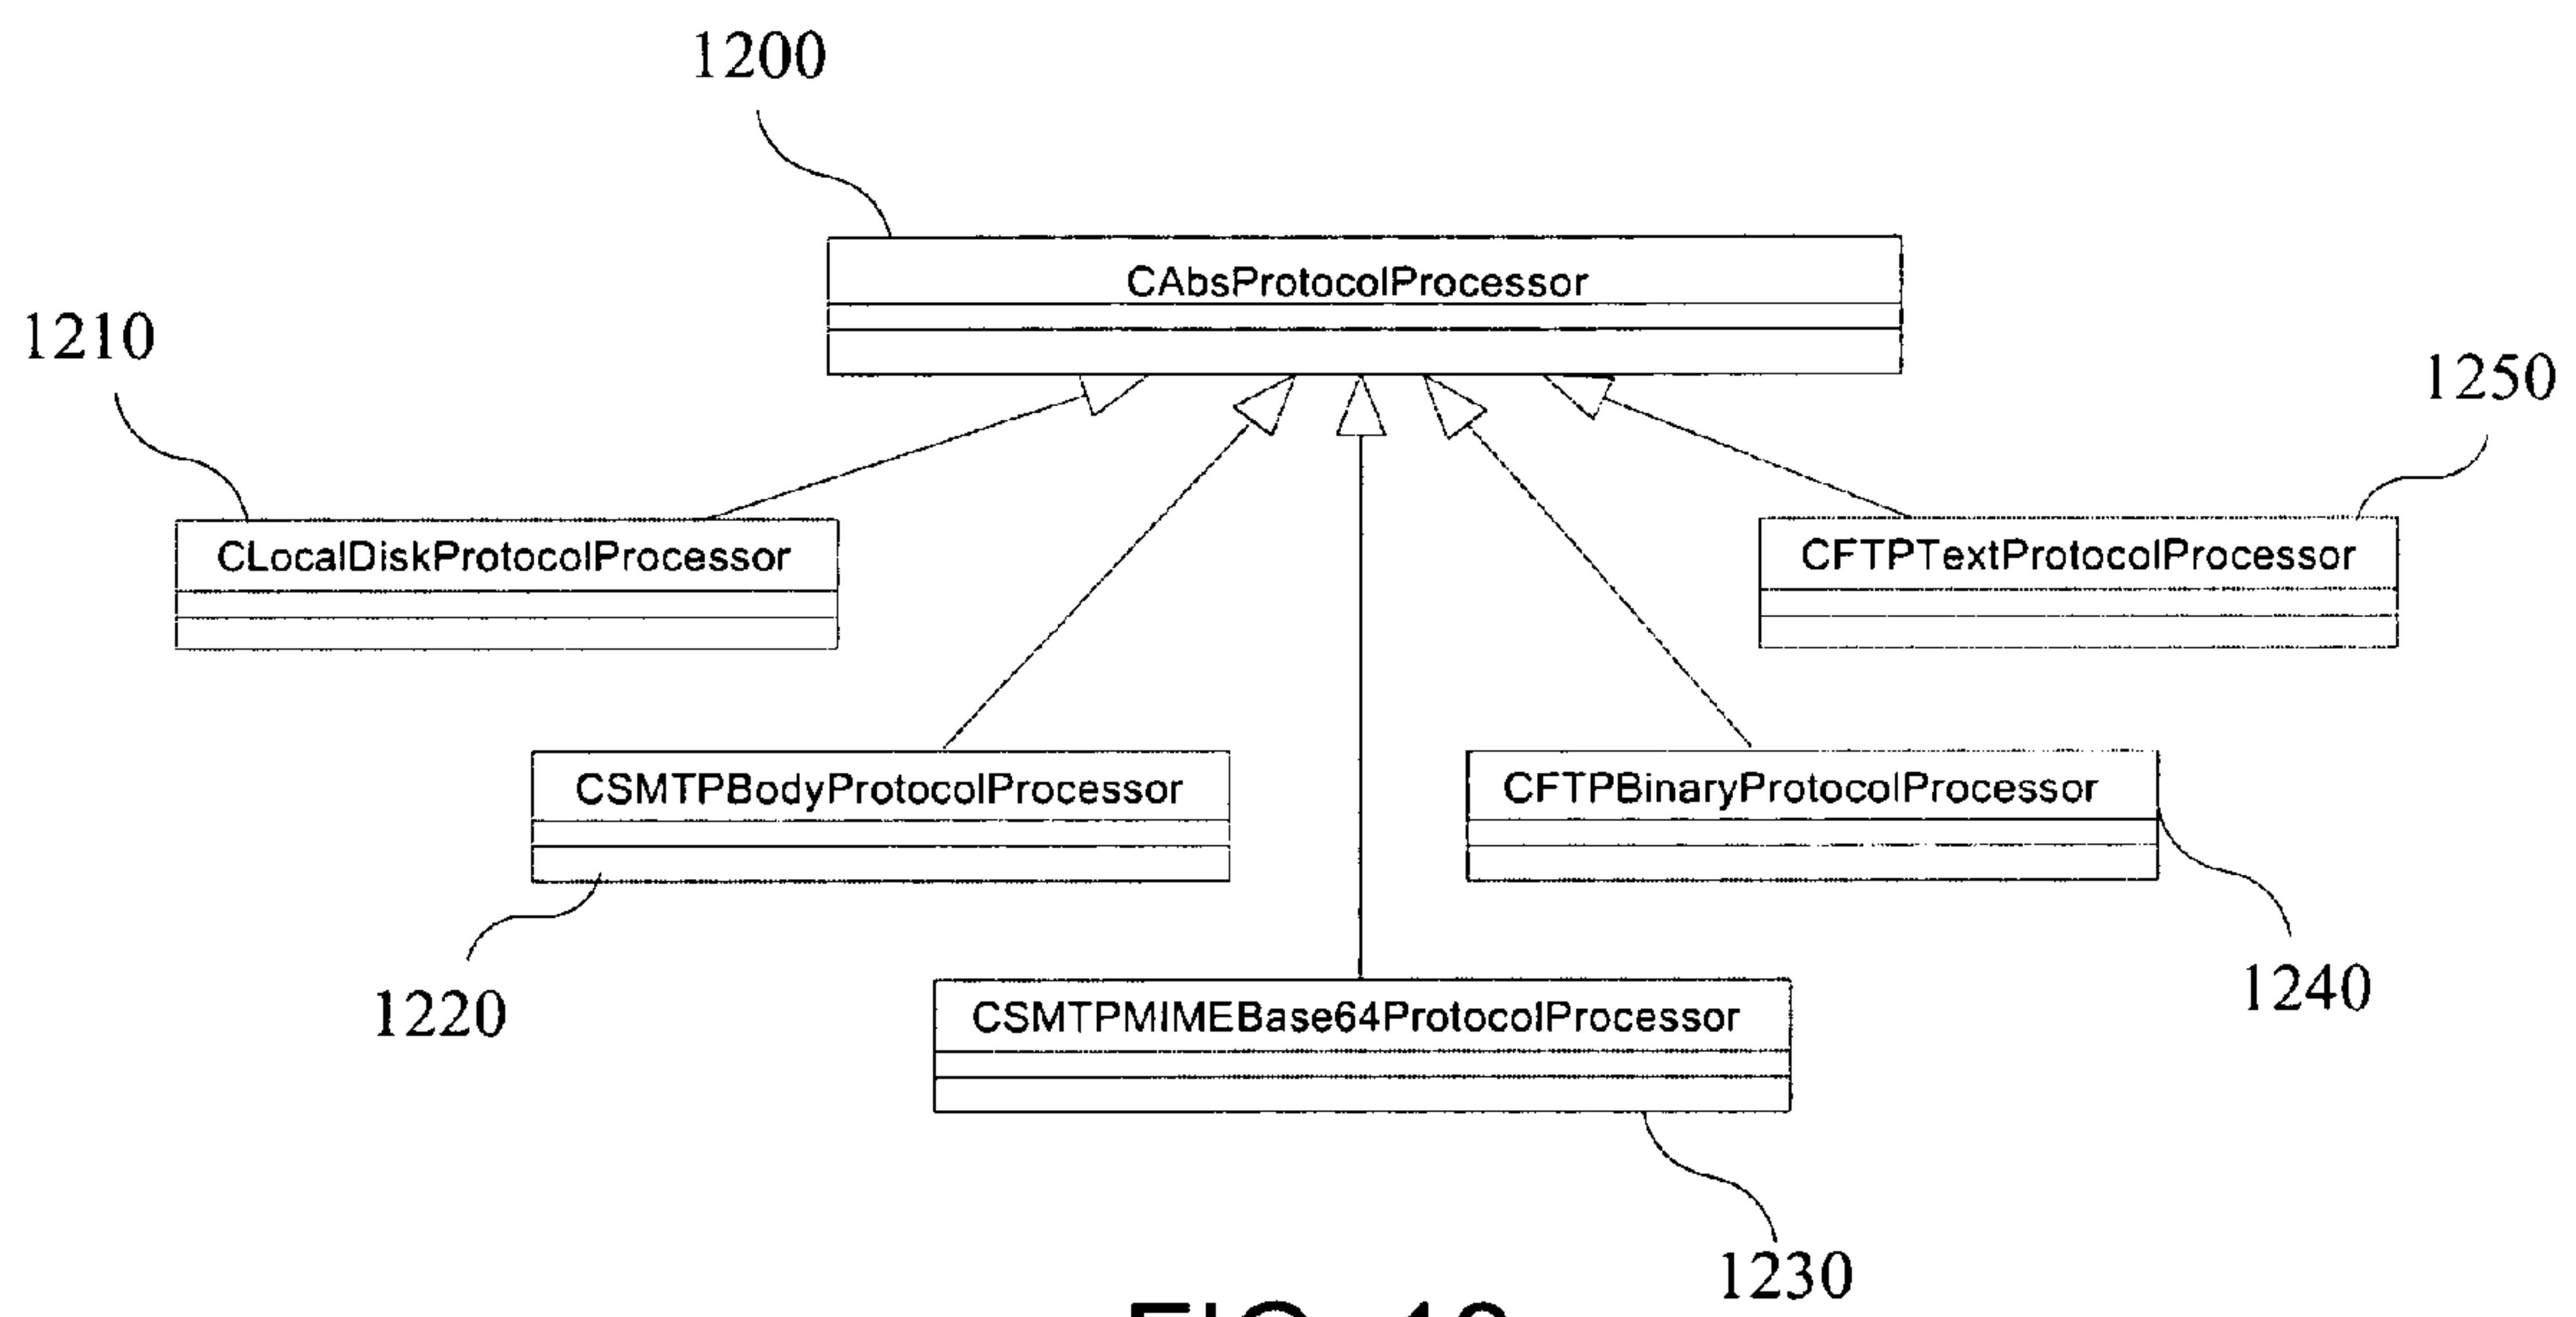 1200
CAbsProtocolProcessor
1210
1250
CLocalDiskProtocolProcessor
CFTPTextProtocolProcessor
CSMTPBodyProtocolProcessor
CFTPBinaryProtocolProcessor
1220
1240
CSMTPMIMEBase64ProtocolProcessor
1230